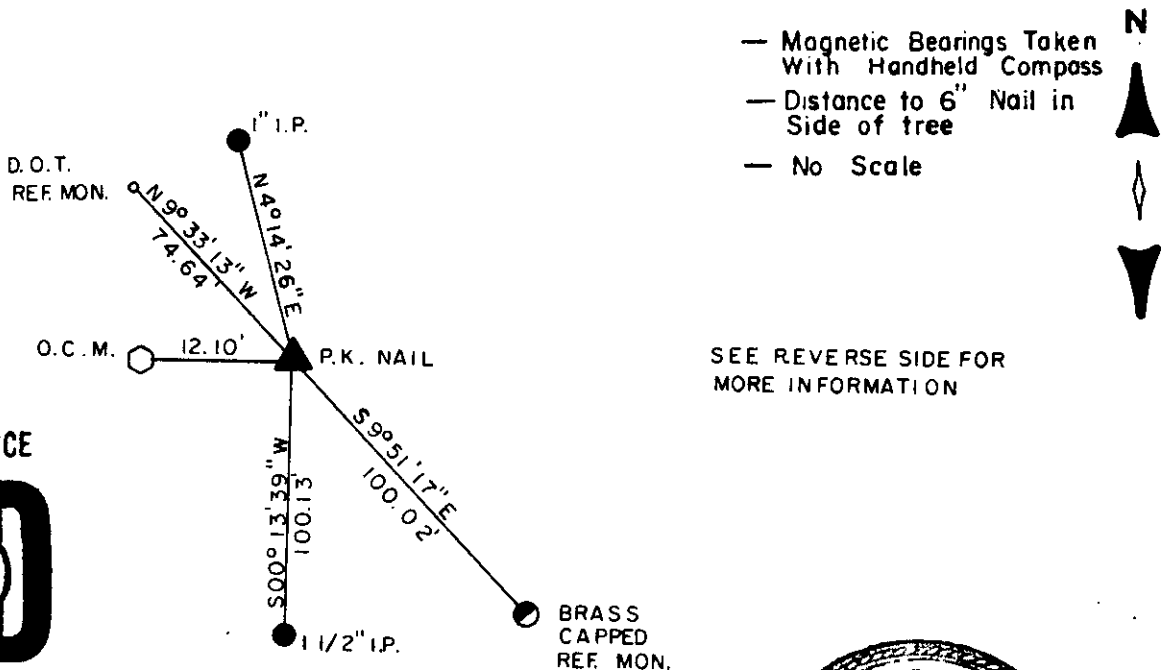 N
— Magnetic Bearings Taken
With Handheld Compass
— Distance to 6" Nail in
Side of tree
— No Scale
1" I.P.
D.O.T.
REF. MON.
N 9° 33' 13" W
74.64'
N 4° 14' 26" E
O.C.M.
12.10'
P.K. NAIL
SEE REVERSE SIDE FOR
MORE INFORMATION
CE
S 9° 51' 17" E
100.02'
S00° 13' 39" W
100.13'
1 1/2" I.P.
BRASS
CAPPED
REF. MON.